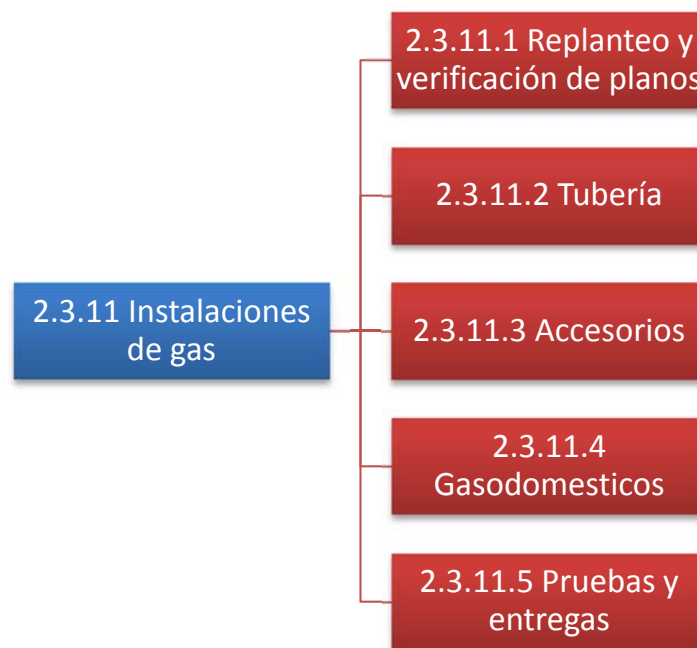 2.3.11.1 Replanteo y
verificación de planos
2.3.11.2 Tubería
2.3.11 Instalaciones
de gas
2.3.11.3 Accesorios
2.3.11.4
Gasodomesticos
2.3.11.5 Pruebas y
entregas